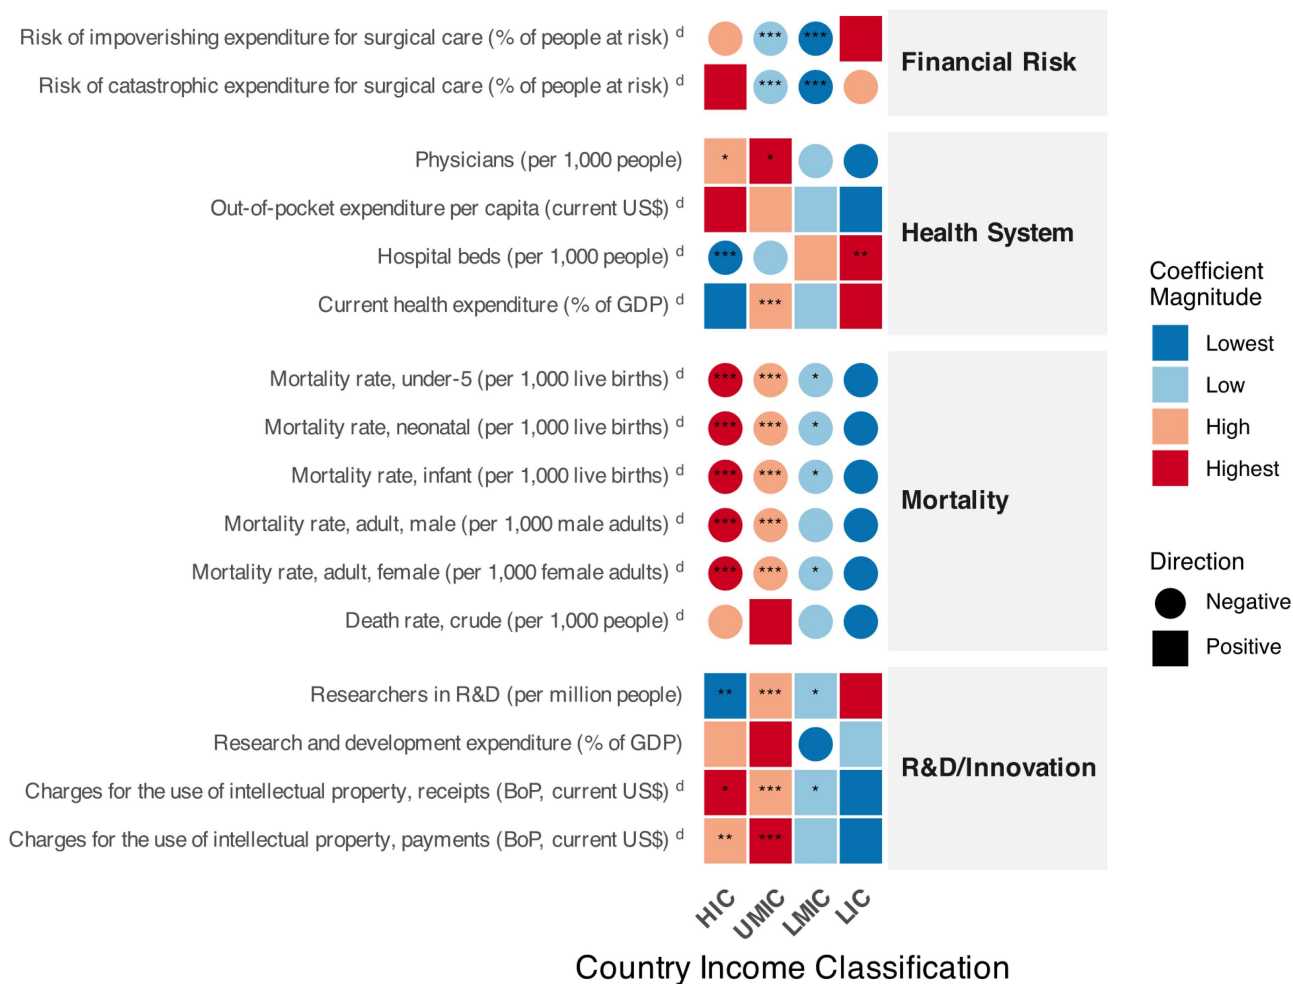 Risk of impoverishing expenditure for surgical care (% of people at risk) d
*** ***
Financial Risk
Risk of catastrophic expenditure for surgical care (% of people at risk) d
*** ***
Physicians (per 1,000 people)
* *
Out-of-pocket expenditure per capita (current US$) d
Health System
Hospital beds (per 1,000 people) d
*** **
Current health expenditure (% of GDP) d
***
Mortality rate, under-5 (per 1,000 live births) d
*** *** *
Mortality rate, neonatal (per 1,000 live births) d
*** *** *
Mortality rate, infant (per 1,000 live births) d
*** *** *
Mortality
Mortality rate, adult, male (per 1,000 male adults) d
*** ***
Mortality rate, adult, female (per 1,000 female adults) d
*** *** *
Death rate, crude (per 1,000 people) d
Researchers in R&D (per million people)
** *** *
Research and development expenditure (% of GDP)
R&D/Innovation
Charges for the use of intellectual property, receipts (BoP, current US$) d
* *** *
Charges for the use of intellectual property, payments (BoP, current US$) d
** ***
HIC
UMIC
LMIC
LIC
Country Income Classification
Coefficient
Magnitude
Lowest
Low
High
Highest
Direction
Negative
Positive